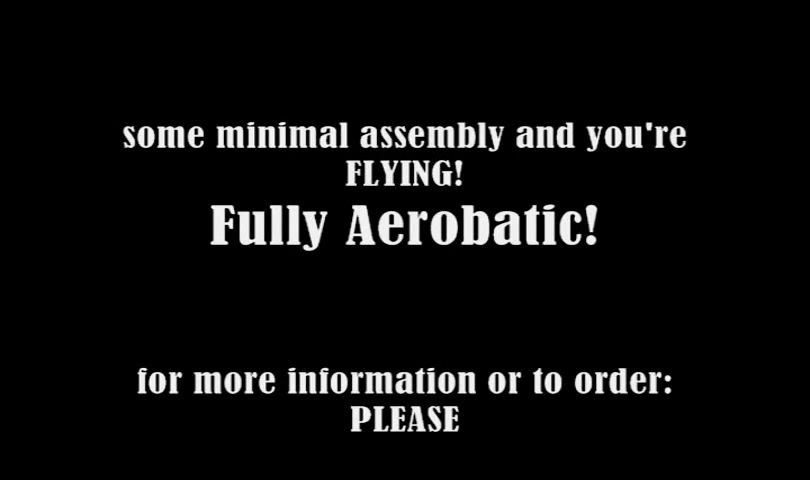 some minimal assembly and you're
FLYING!
Fully Aerobatic!
for more information or to order:
PLEASE